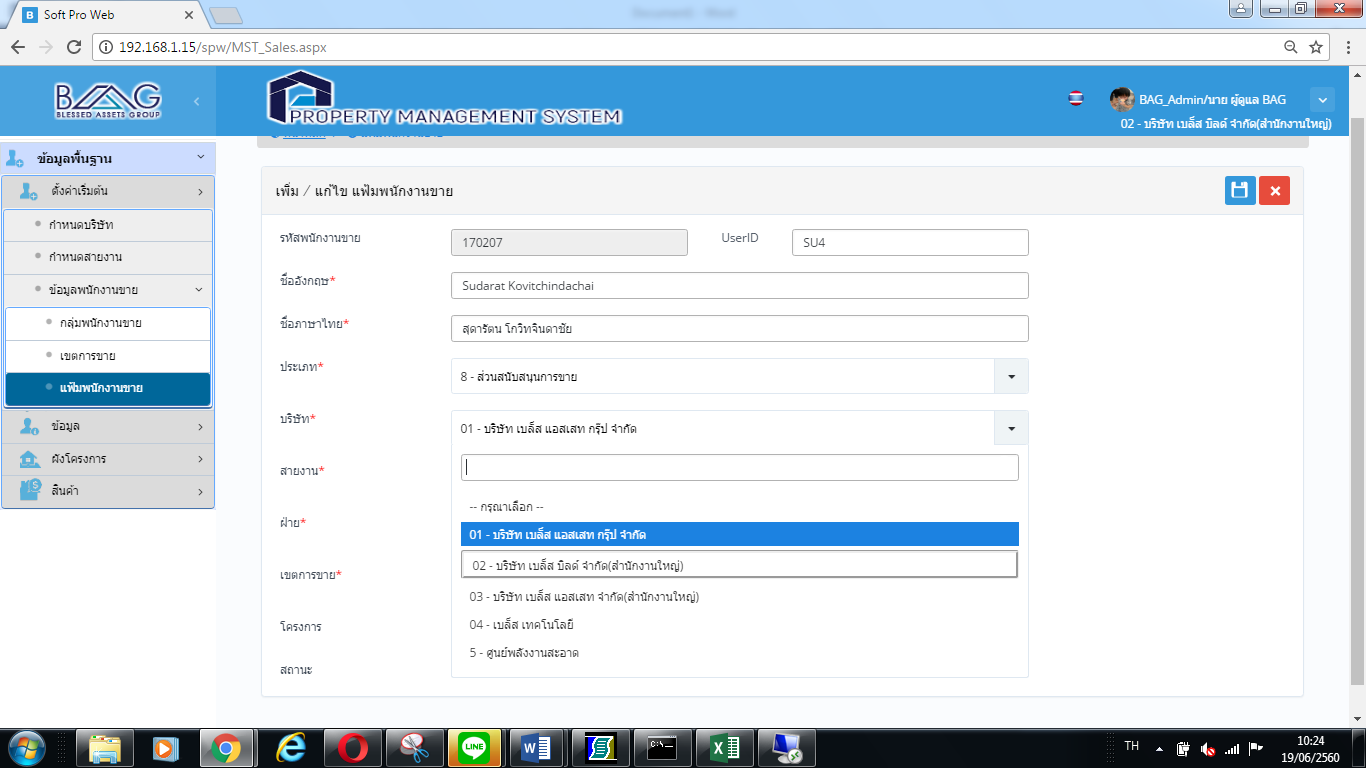 Soft Pro Web
192.168.1.15/spw/MST_Sales.aspx
BAG
BLESSED ASSETS GROUP
PROPERTY MANAGEMENT SYSTEM
BAG_Admin/นาย ผู้ดูแล BAG
02 - บริษัท เบล็ส บิลด์ จำกัด(สำนักงานใหญ่)
ข้อมูลพื้นฐาน
ตั้งค่าเริ่มต้น
กำหนดบริษัท
กำหนดสายงาน
ข้อมูลพนักงานขาย
กลุ่มพนักงานขาย
เขตการขาย
แฟ้มพนักงานขาย
ข้อมูล
ผังโครงการ
สินค้า
เพิ่ม / แก้ไข แฟ้มพนักงานขาย
รหัสพนักงานขาย 170207 UserID SU4
ชื่ออังกฤษ* Sudarat Kovitchindachai
ชื่อภาษาไทย* สุดารัตน โกวิทจินดาชัย
ประเภท* 8 - ส่วนสนับสนุนการขาย
บริษัท* 01 - บริษัท เบล็ส แอสเสท กรุ๊ป จำกัด
สายงาน*
-- กรุณาเลือก --
ฝ่าย*
01 - บริษัท เบล็ส แอสเสท กรุ๊ป จำกัด
02 - บริษัท เบล็ส บิลด์ จำกัด(สำนักงานใหญ่)
เขตการขาย*
03 - บริษัท เบล็ส แอสเสท จำกัด(สำนักงานใหญ่)
โครงการ
04 - เบล็ส เทคโนโลยี
5 - ศูนย์พลังงานสะอาด
สถานะ
LINE
TH
10:24
19/06/2560